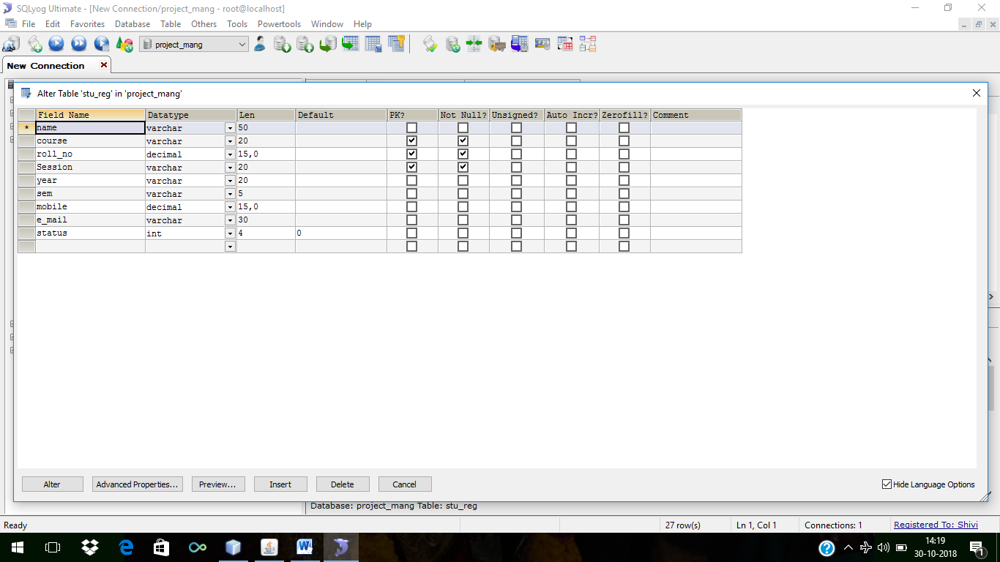 SQLyog Ultimate - [New Connection/project_mang - root@localhost]
File Edit Favorites Database Table Others Tools Powertools Window Help
project_mang
New Connection
Alter Table 'stu_reg' in 'project_mang'
Field Name Datatype Len Default PK? Not Null? Unsigned? Auto Incr? Zerofill? Comment
* name varchar 50
course varchar 20
roll_no decimal 15,0
Session varchar 20
year varchar 20
sem varchar 5
mobile decimal 15,0
e_mail varchar 30
status int 4 0
Alter Advanced Properties... Preview... Insert Delete Cancel Hide Language Options
Database: project_mang Table: stu_reg
Ready 27 row(s) Ln 1, Col 1 Connections: 1 Registered To: Shivi
14:19
30-10-2018
1